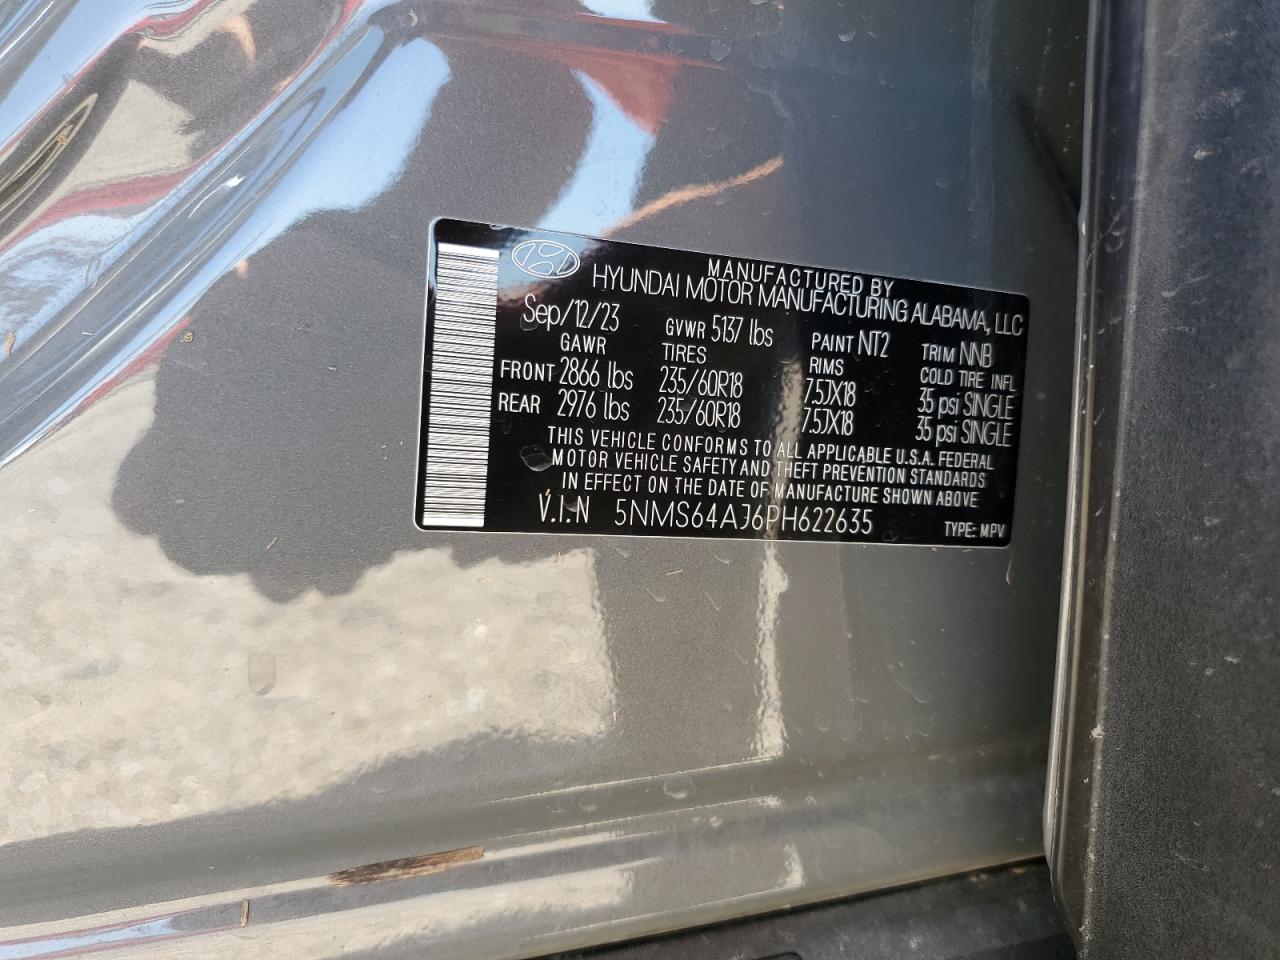 MANUFACTURED BY
HYUNDAI MOTOR MANUFACTURING ALABAMA, LLC
Sep/12/23 GVWR 5137 lbs PAINT NT2 TRIM NNB
GAWR TIRES RIMS COLD TIRE INFL
FRONT 2866 lbs 235/60R18 7.5JX18 35 psi SINGLE
REAR 2976 lbs 235/60R18 7.5JX18 35 psi SINGLE
THIS VEHICLE CONFORMS TO ALL APPLICABLE U.S.A. FEDERAL
MOTOR VEHICLE SAFETY AND THEFT PREVENTION STANDARDS
IN EFFECT ON THE DATE OF MANUFACTURE SHOWN ABOVE
V.I.N 5NMS64AJ6PH622635 TYPE: MPV